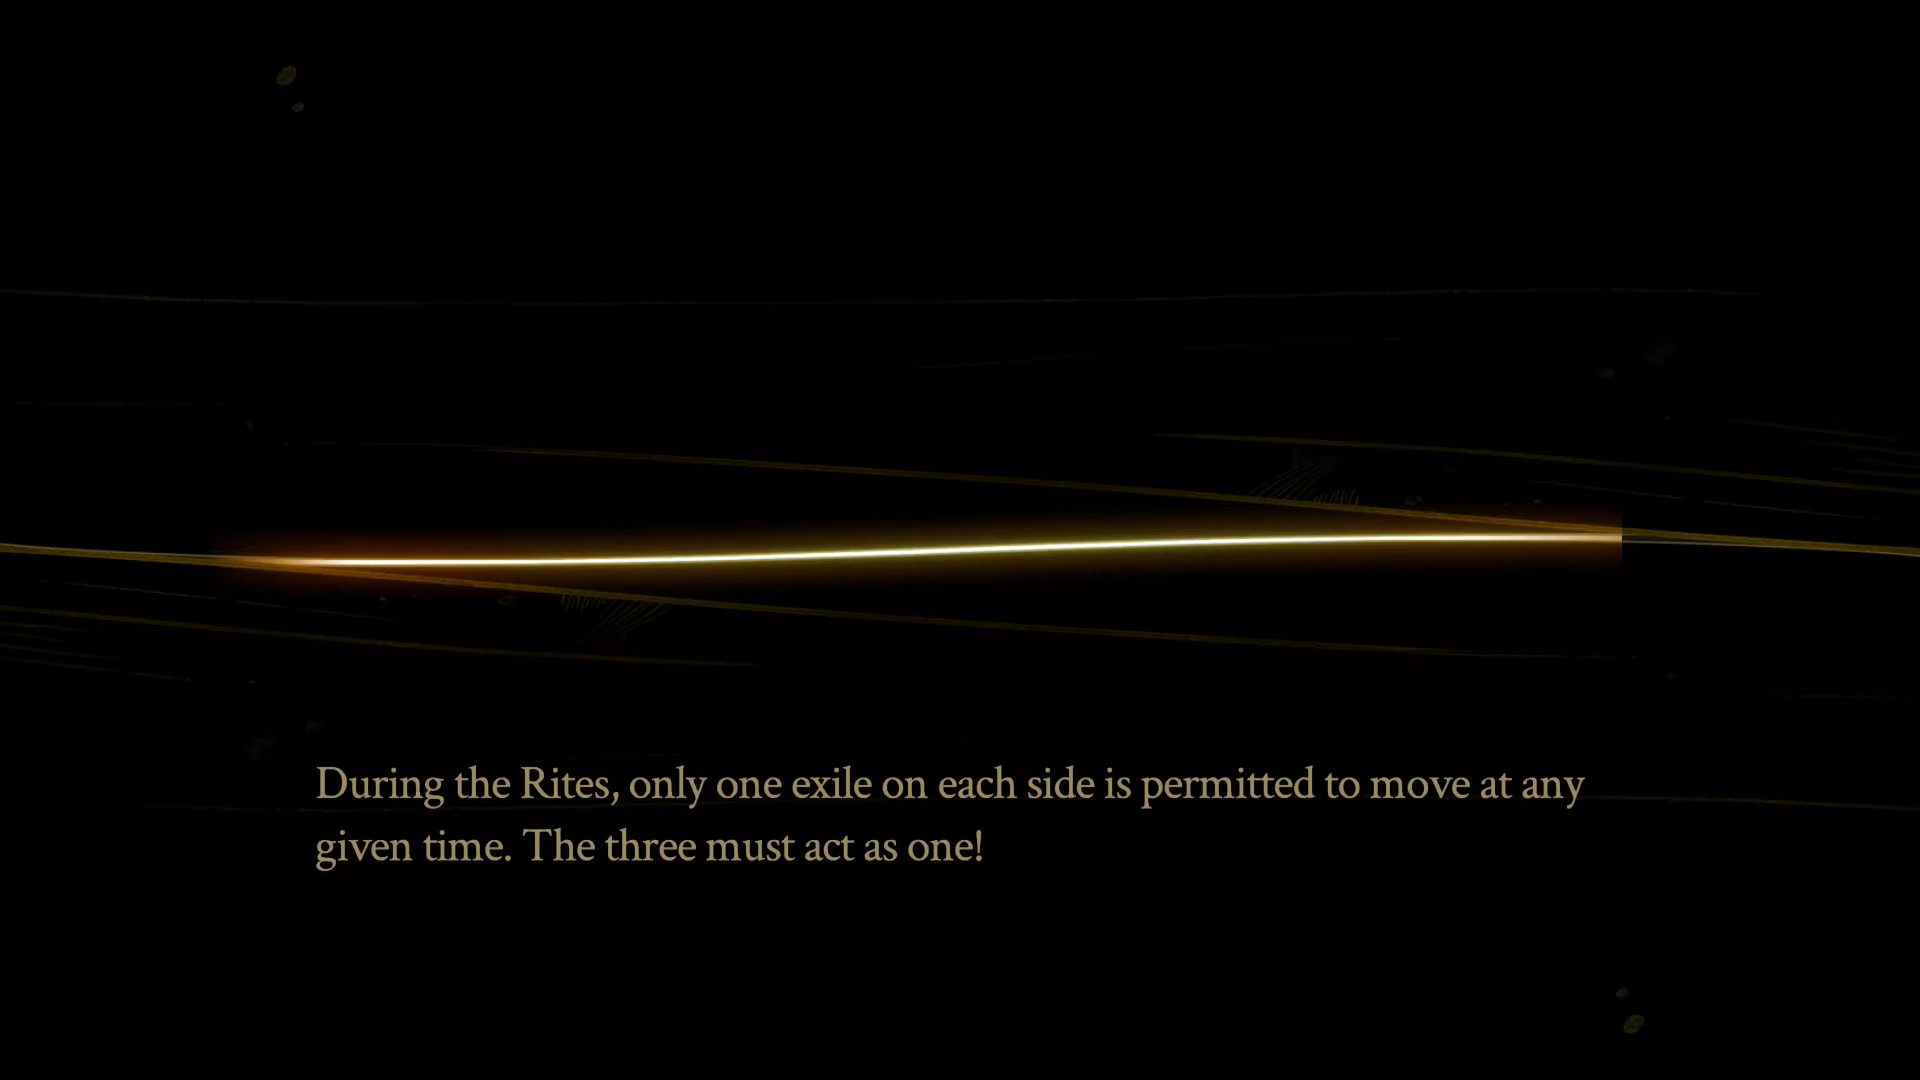 During the Rites, only one exile on each side is permitted to move at any
given time. The three must act as one!